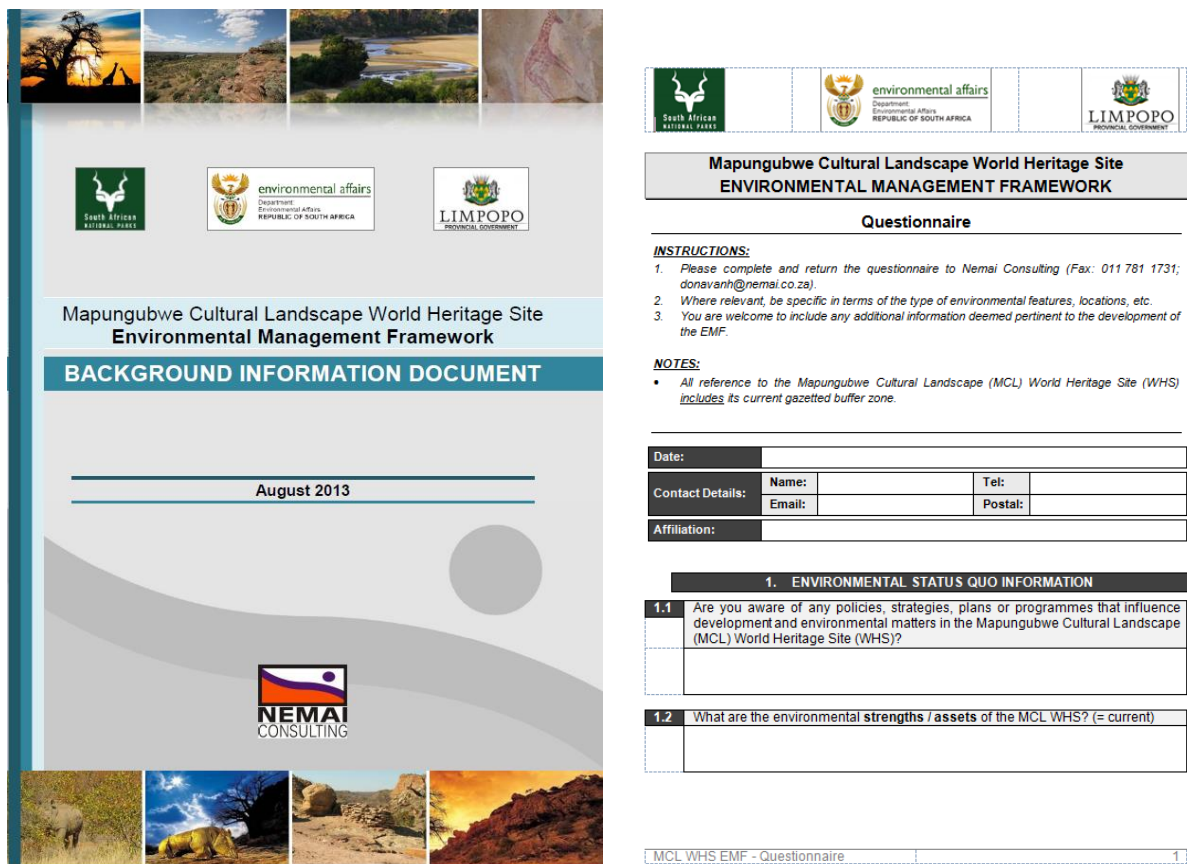 South African
NATIONAL PARKS
environmental affairs
Department:
Environmental Affairs
REPUBLIC OF SOUTH AFRICA
LIMPOPO
PROVINCIAL GOVERNMENT
Mapungubwe Cultural Landscape World Heritage Site
Environmental Management Framework
BACKGROUND INFORMATION DOCUMENT
August 2013
NEMAI
CONSULTING
South African
NATIONAL PARKS
environmental affairs
Department:
Environmental Affairs
REPUBLIC OF SOUTH AFRICA
LIMPOPO
PROVINCIAL GOVERNMENT
Mapungubwe Cultural Landscape World Heritage Site
ENVIRONMENTAL MANAGEMENT FRAMEWORK
Questionnaire
INSTRUCTIONS:
1. Please complete and return the questionnaire to Nemai Consulting (Fax: 011 781 1731;
donavanh@nemai.co.za).
2. Where relevant, be specific in terms of the type of environmental features, locations, etc.
3. You are welcome to include any additional information deemed pertinent to the development of
the EMF.
NOTES:
• All reference to the Mapungubwe Cultural Landscape (MCL) World Heritage Site (WHS)
includes its current gazetted buffer zone.
Date:
Contact Details:
Name:
Tel:
Email:
Postal:
Affiliation:
1. ENVIRONMENTAL STATUS QUO INFORMATION
1.1 Are you aware of any policies, strategies, plans or programmes that influence
development and environmental matters in the Mapungubwe Cultural Landscape
(MCL) World Heritage Site (WHS)?
1.2 What are the environmental strengths / assets of the MCL WHS? (= current)
MCL WHS EMF - Questionnaire 1